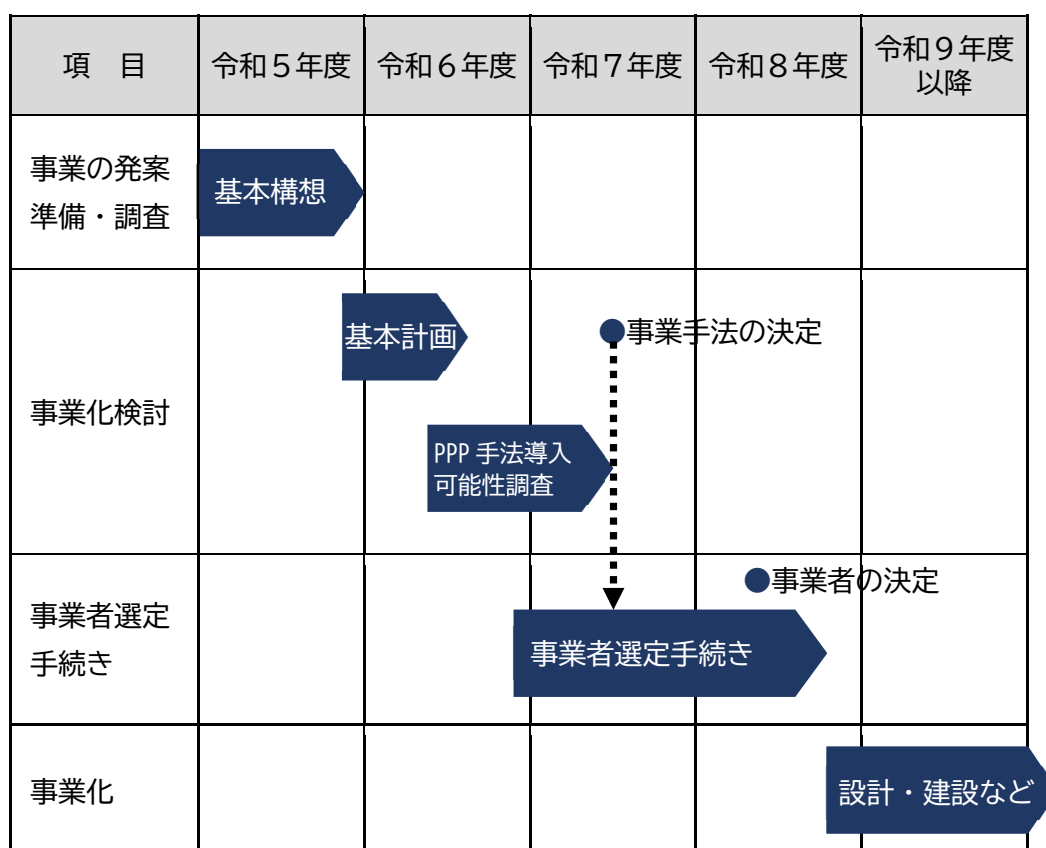 項　目
令和５年度
令和６年度
令和７年度
令和８年度
令和９年度
以降
事業の発案
準備・調査
基本構想
事業化検討
基本計画
●事業手法の決定
PPP 手法導入
可能性調査
事業者選定
手続き
●事業者の決定
事業者選定手続き
事業化
設計・建設など